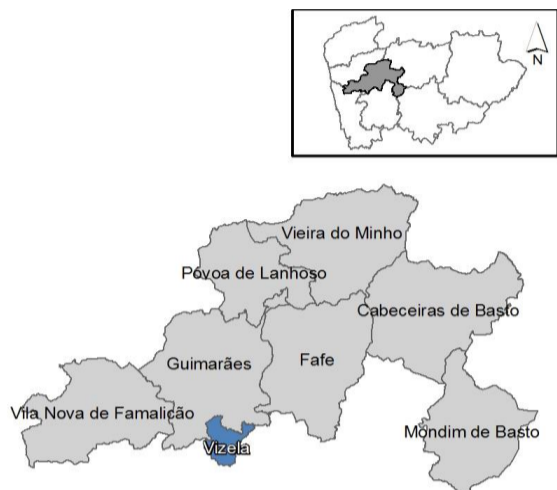 N
Vieira do Minho
Póvoa de Lanhoso
Cabeceiras de Basto
Guimarães
Fafe
Vila Nova de Famalicão
Mondim de Basto
Vizela